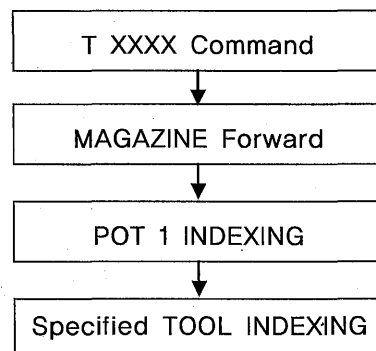 T XXXX Command
MAGAZINE Forward
POT 1 INDEXING
Specified TOOL INDEXING